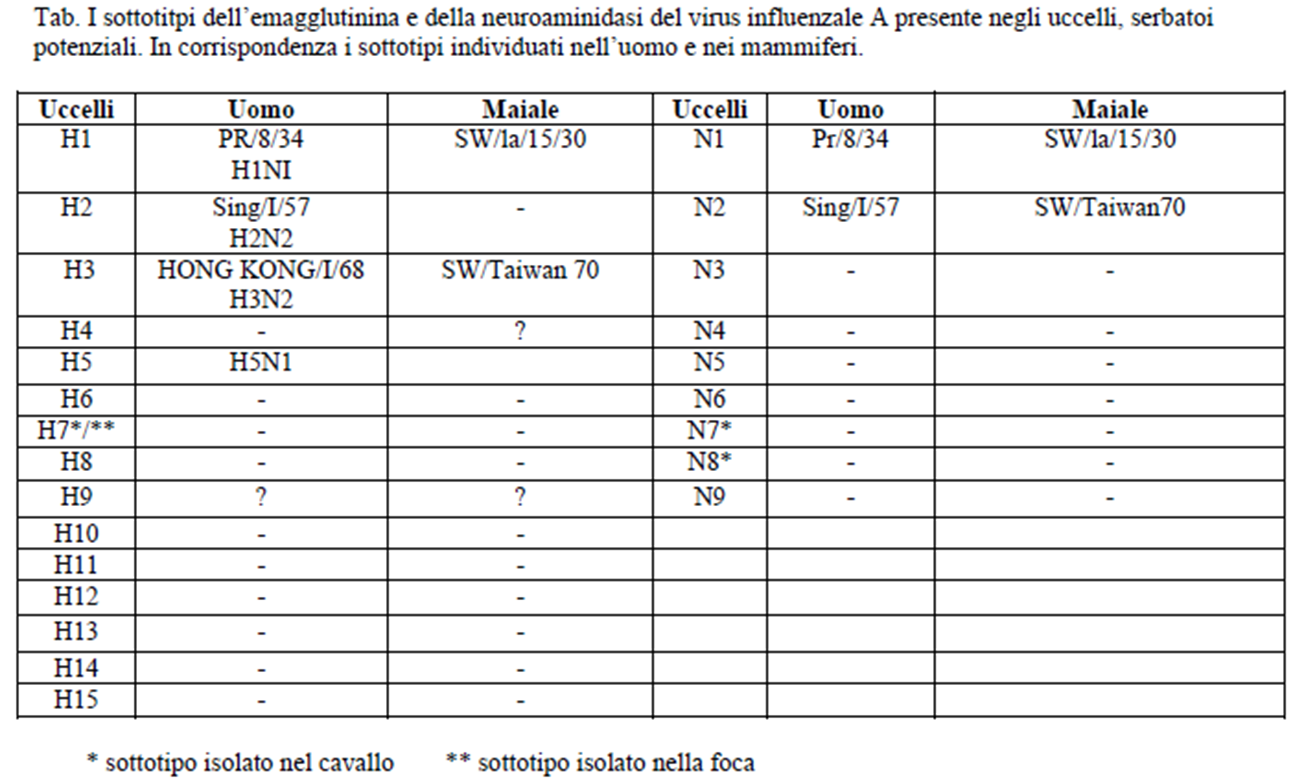 Tab. I sottotitpi dell’emagglutinina e della neuroaminidasi del virus influenzale A presente negli uccelli, serbatoi
potenziali. In corrispondenza i sottotipi individuati nell’uomo e nei mammiferi.
Uccelli Uomo Maiale Uccelli Uomo Maiale
H1 PR/8/34 SW/la/15/30 N1 Pr/8/34 SW/la/15/30
H1NI
H2 Sing/I/57 - N2 Sing/I/57 SW/Taiwan70
H2N2
H3 HONG KONG/I/68 SW/Taiwan 70 N3 - -
H3N2
H4 - ? N4 - -
H5 H5N1 N5 - -
H6 - - N6 - -
H7*/** - - N7* - -
H8 - - N8* - -
H9 ? ? N9 - -
H10 - -
H11 - -
H12 - -
H13 - -
H14 - -
H15 - -
* sottotipo isolato nel cavallo ** sottotipo isolato nella foca